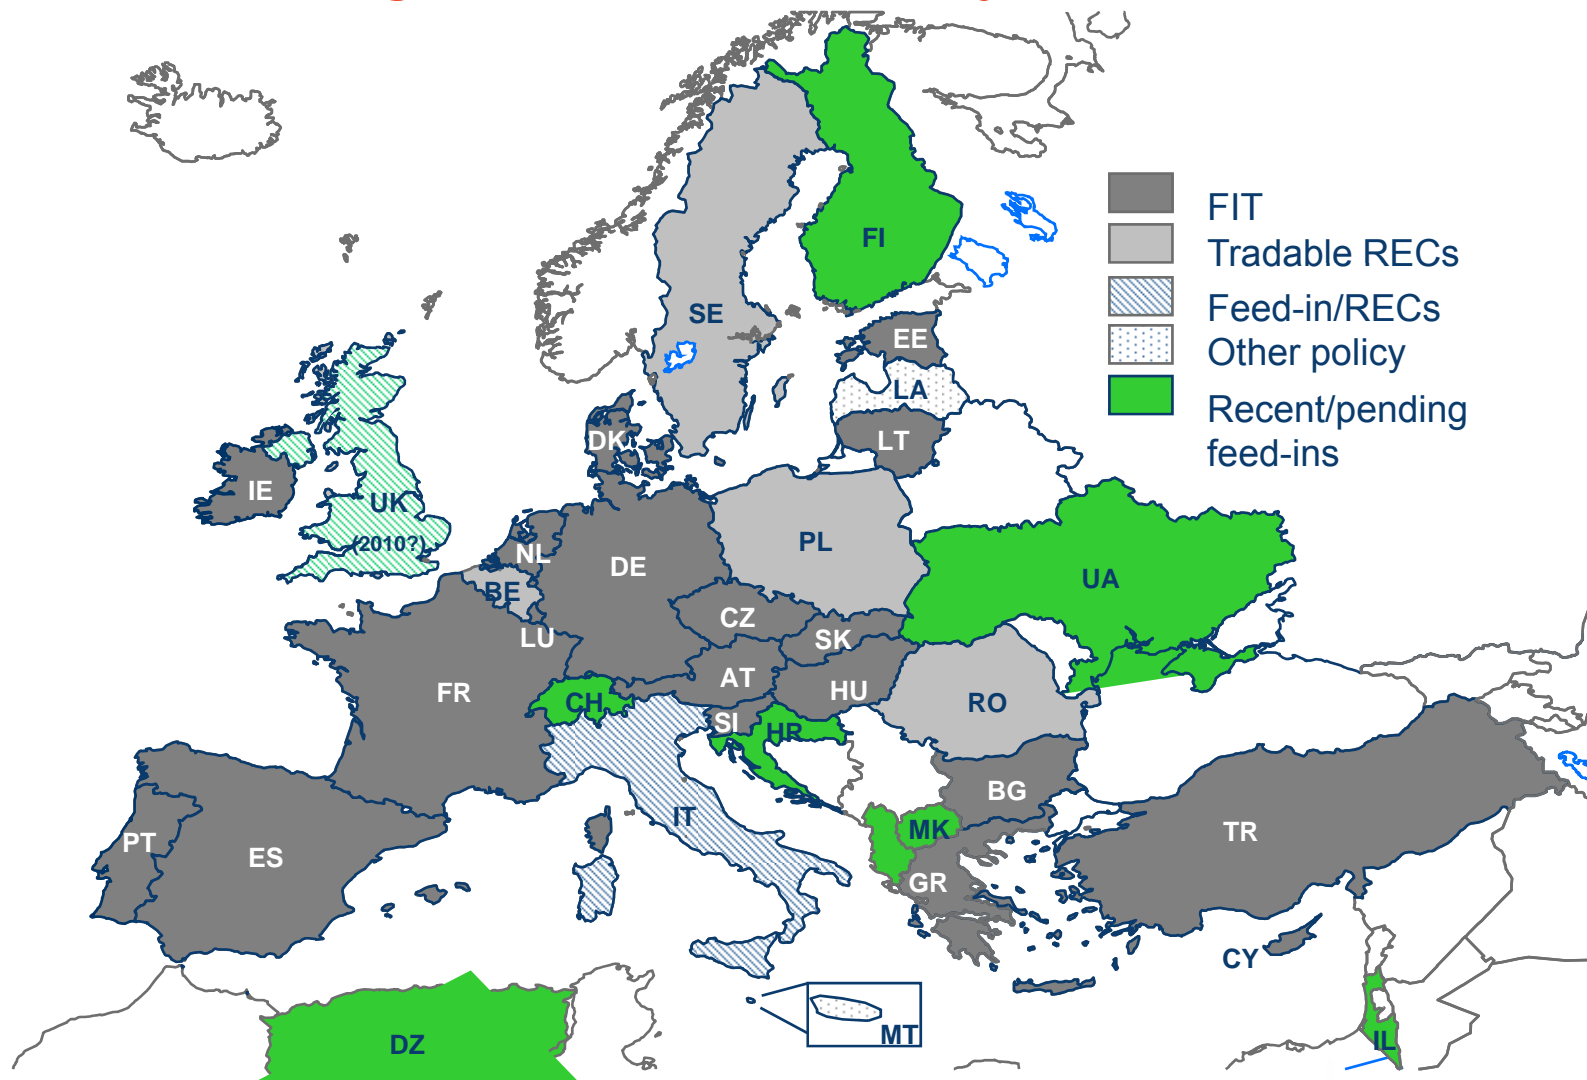 FIT
Tradable RECs
Feed-in/RECs
Other policy
Recent/pending
feed-ins
FI
SE
EE
LA
LT
DK
IE
UK
(2010?)
NL
DE
PL
BE
UA
CZ
LU
SK
AT
FR
HU
CH
RO
SI
HR
BG
IT
MK
TR
PT
ES
GR
CY
MT
DZ
IL